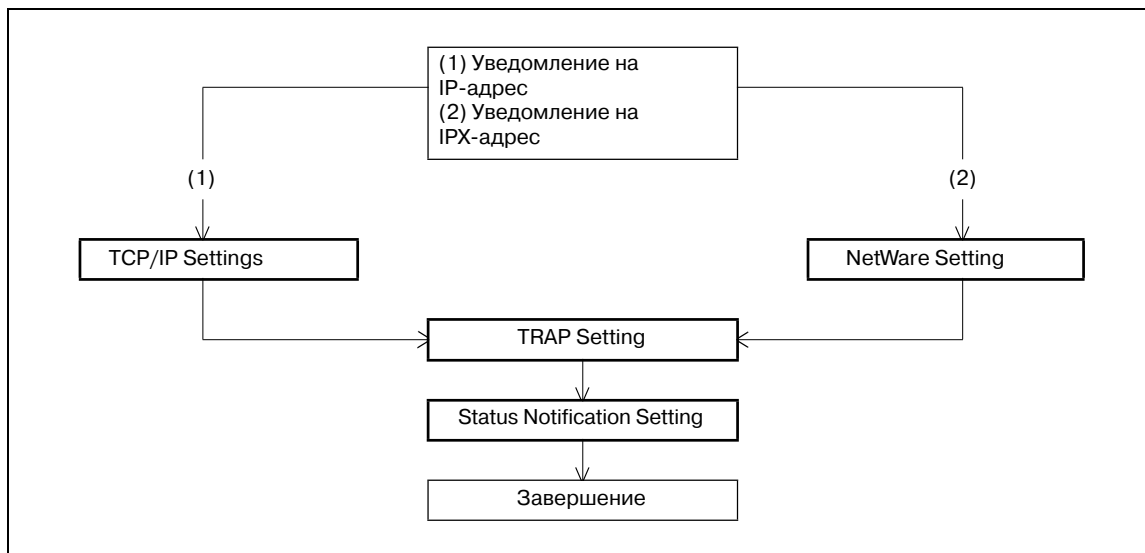 (1) Уведомление на
IP-адрес
(2) Уведомление на
IPX-адрес
(1)
(2)
TCP/IP Settings
NetWare Setting
TRAP Setting
Status Notification Setting
Завершение